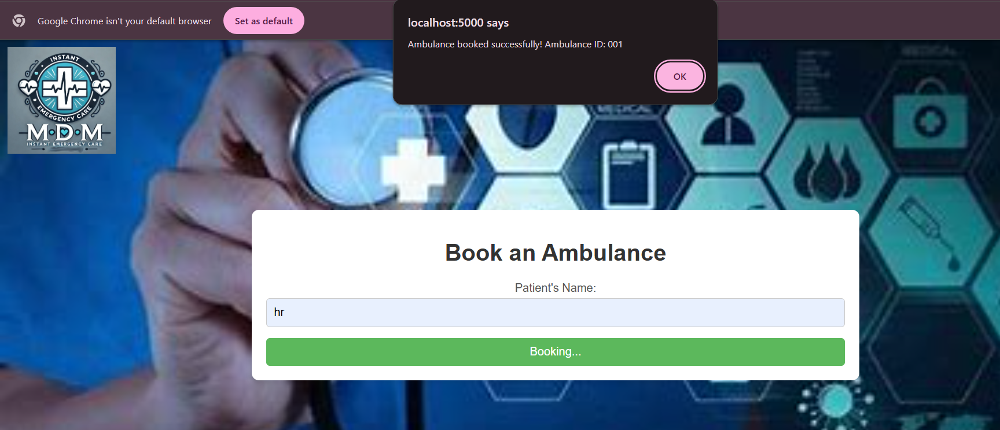 Google Chrome isn't your default browser
Set as default
localhost:5000 says
Ambulance booked successfully! Ambulance ID: 001
OK
INSTANT
EMERGENCY CARE
M·D·M
INSTANT EMERGENCY CARE
MEDICAL
MEDICAL
Book an Ambulance
Patient's Name:
hr
Booking...